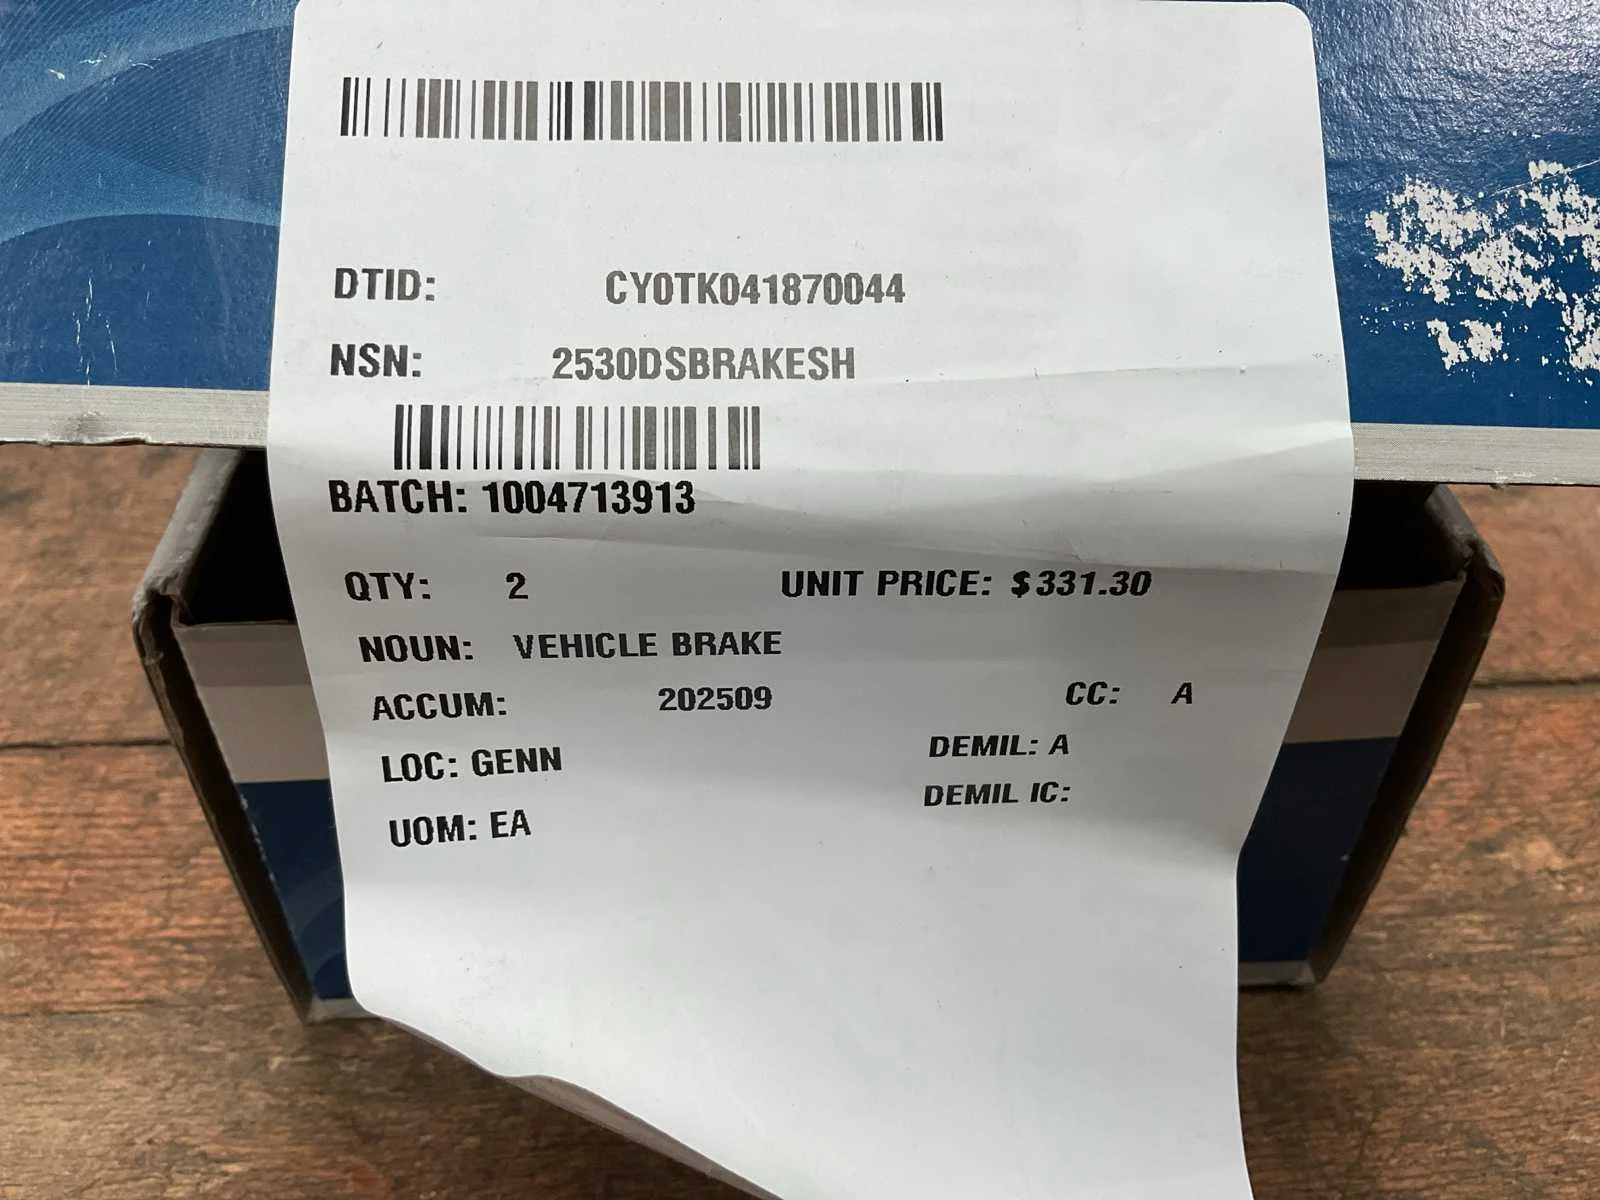 DTID: CY0TK041870044
NSN: 2530DSBRAKESH
BATCH: 1004713913
QTY: 2 UNIT PRICE: $331.30
NOUN: VEHICLE BRAKE
ACCUM: 202509 CC: A
LOC: GENN DEMIL: A
DEMIL IC:
UOM: EA